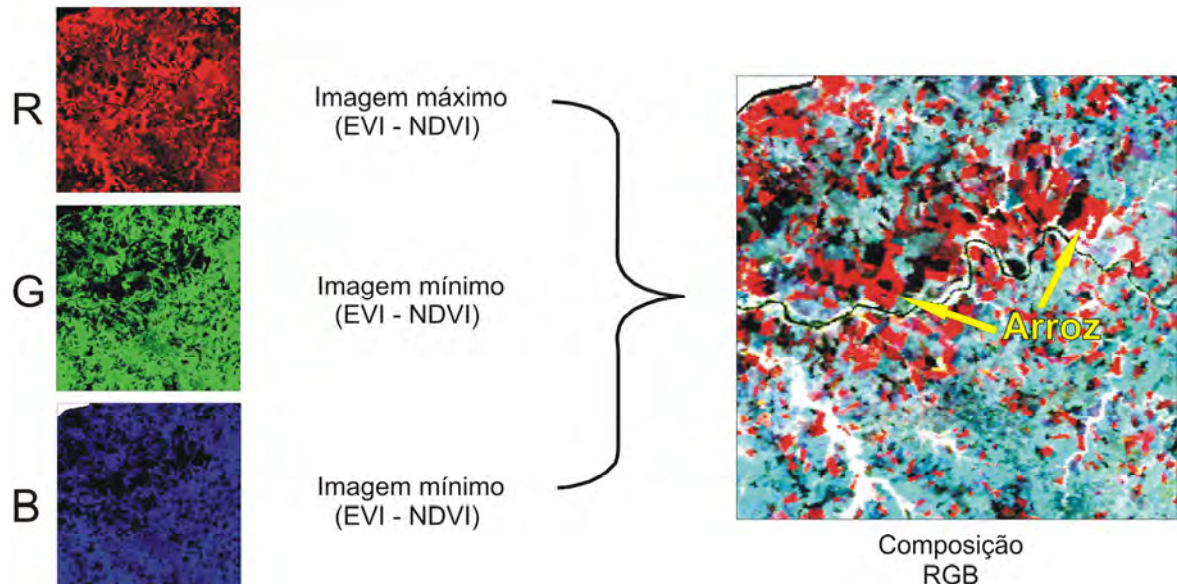 R
Imagem máximo
(EVI - NDVI)
G
Imagem mínimo
(EVI - NDVI)
B
Imagem mínimo
(EVI - NDVI)
Arroz
Composição
RGB